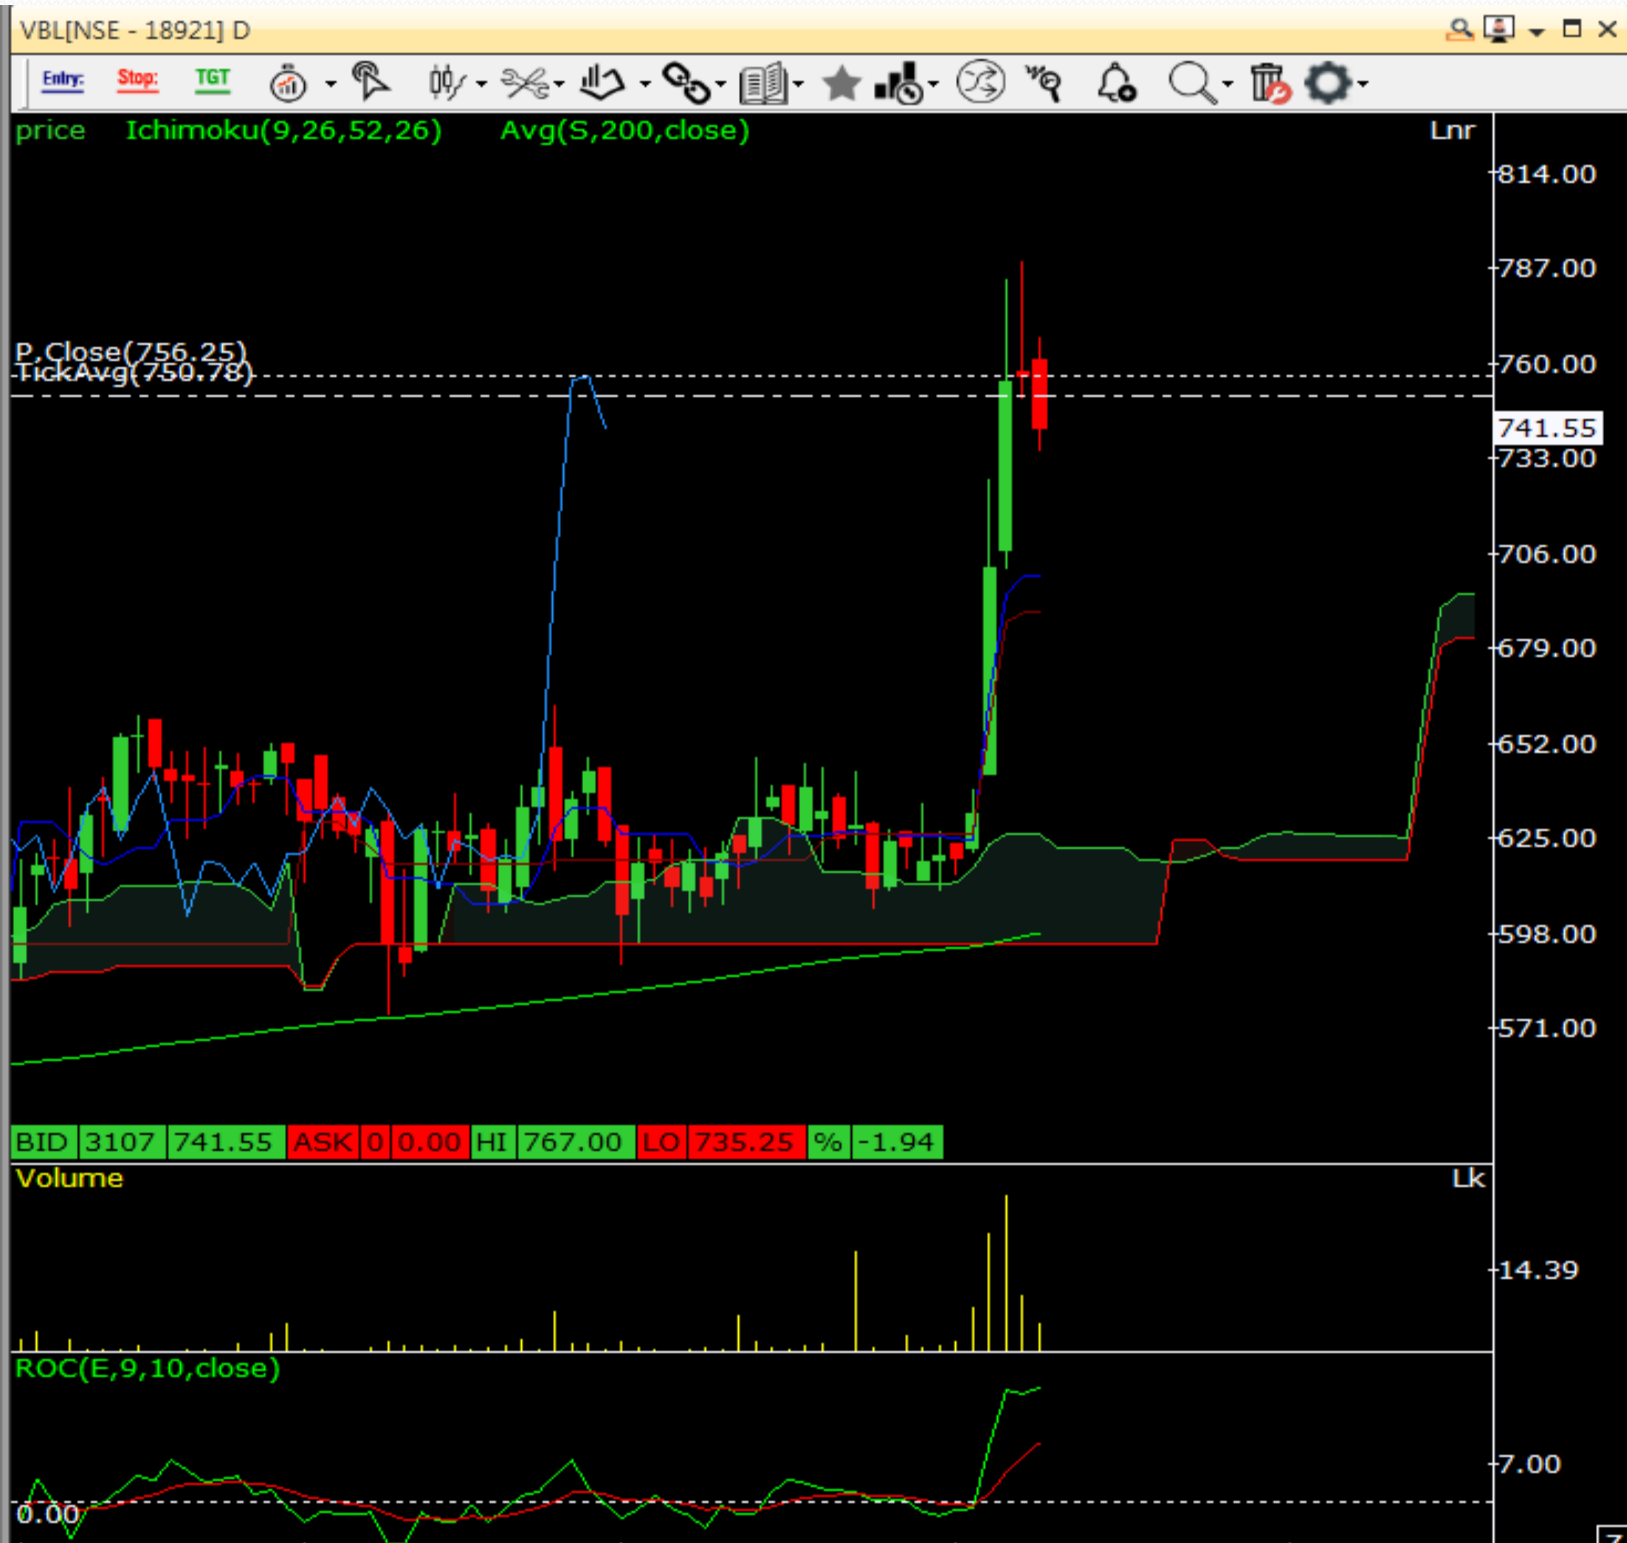 VBL[NSE - 18921] D
Entry: Stop: TGT
price Ichimoku(9,26,52,26) Avg(S,200,close) Lnr
814.00
787.00
P,Close(756.25)
760.00
TickAvg(750.78)
741.55
733.00
706.00
679.00
652.00
625.00
598.00
571.00
BID 3107 741.55 ASK 0 0.00 HI 767.00 LO 735.25 % -1.94
Volume Lk
14.39
ROC(E,9,10,close)
7.00
0.00